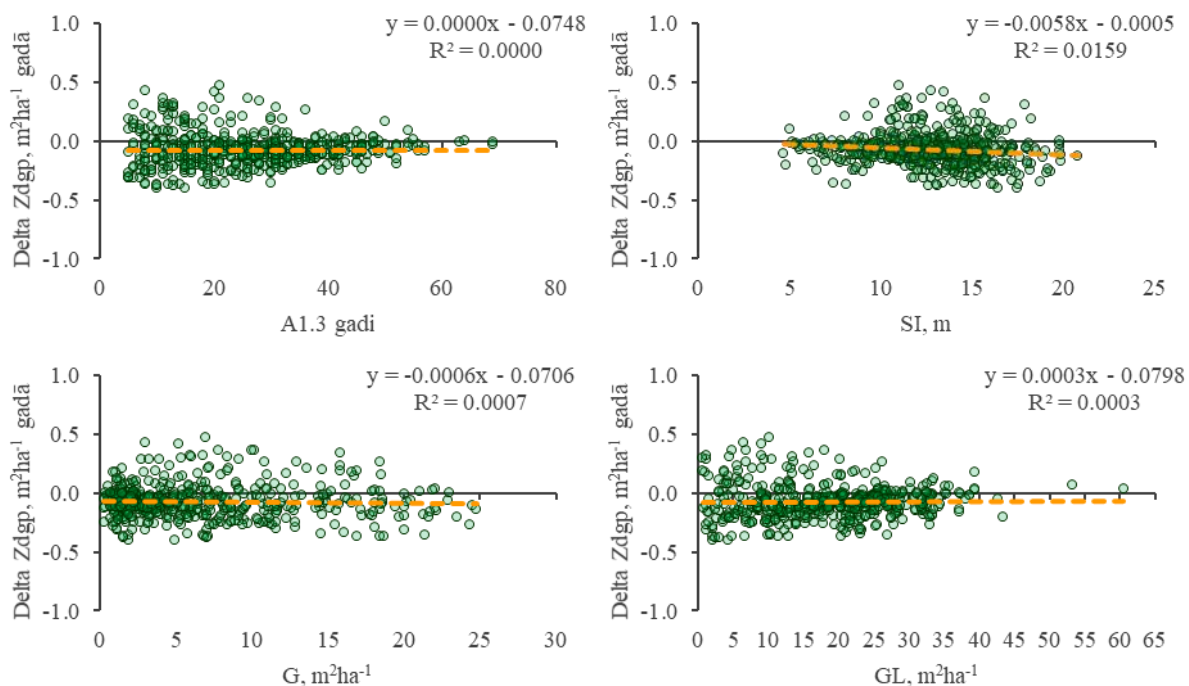 y = 0.0000x - 0.0748
R² = 0.0000
Delta Zdgp, m²ha⁻¹ gadā
1.0
0.5
0.0
-0.5
-1.0
0 20 40 60 80
A1.3 gadi
y = -0.0058x - 0.0005
R² = 0.0159
Delta Zdgp, m²ha⁻¹ gadā
1.0
0.5
0.0
-0.5
-1.0
0 5 10 15 20 25
SI, m
y = -0.0006x - 0.0706
R² = 0.0007
Delta Zdgp, m²ha⁻¹ gadā
1.0
0.5
0.0
-0.5
-1.0
0 5 10 15 20 25 30
G, m²ha⁻¹
y = 0.0003x - 0.0798
R² = 0.0003
Delta Zdgp, m²ha⁻¹ gadā
1.0
0.5
0.0
-0.5
-1.0
0 5 10 15 20 25 30 35 40 45 50 55 60 65
GL, m²ha⁻¹